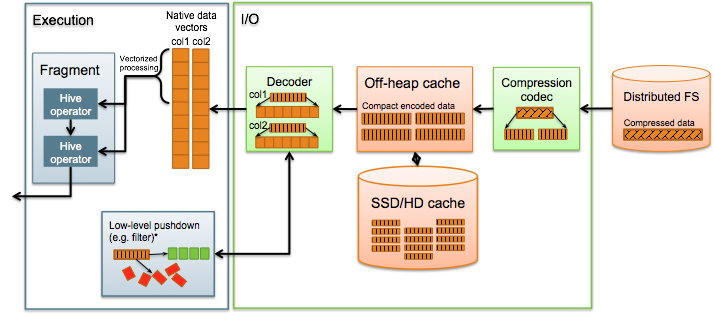 Execution
I/O
Native data
vectors
col1 col2
Vectorized
processing
Fragment
Hive
operator
Hive
operator
Low-level pushdown
(e.g. filter)*
Decoder
col1
col2
Off-heap cache
Compact encoded data
SSD/HD cache
Compression
codec
Distributed FS
Compressed data